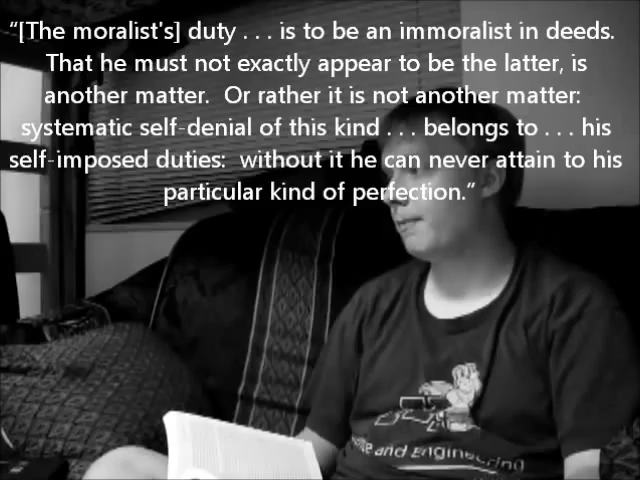 “[The moralist's] duty . . . is to be an immoralist in deeds.
That he must not exactly appear to be the latter, is
another matter. Or rather it is not another matter:
systematic self-denial of this kind . . . belongs to . . . his
self-imposed duties: without it he can never attain to his
particular kind of perfection.”
and Engineering